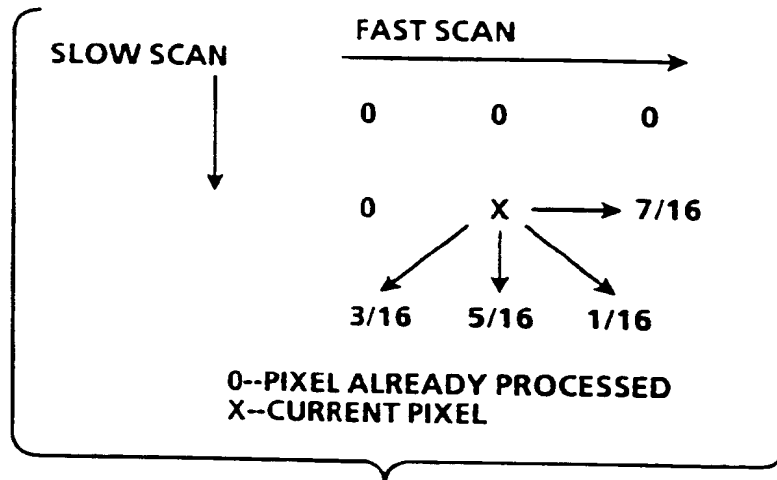 FAST SCAN
SLOW SCAN
0 0 0
0 X 7/16
3/16 5/16 1/16
0--PIXEL ALREADY PROCESSED
X--CURRENT PIXEL